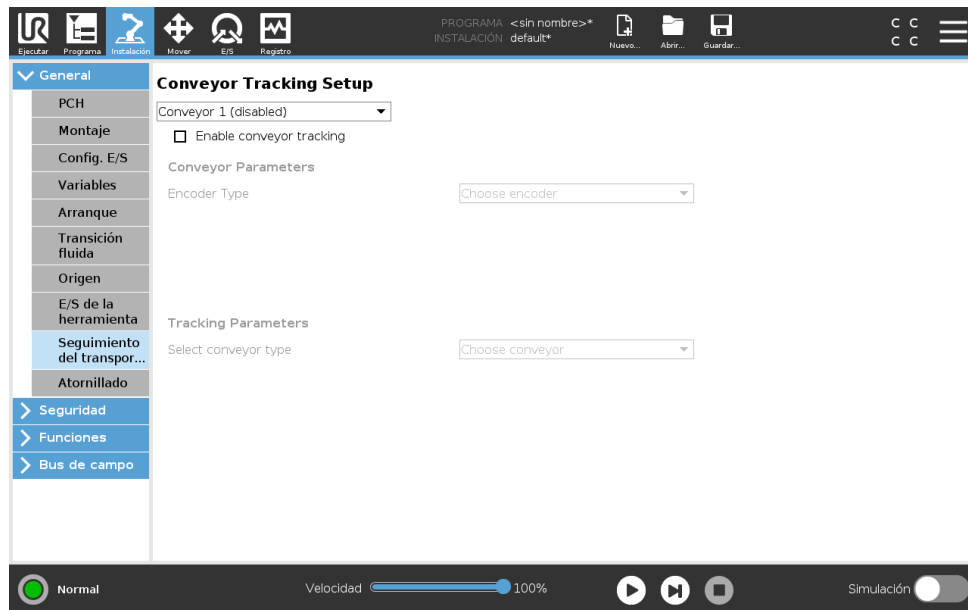 PROGRAMA <sin nombre>*
INSTALACIÓN default*
Ejecutar Programa Instalación Mover E/S Registro Nuevo... Abrir... Guardar...
C C
C C
General
PCH
Montaje
Config. E/S
Variables
Arranque
Transición
fluida
Origen
E/S de la
herramienta
Seguimiento
del transpor...
Atornillado
Seguridad
Funciones
Bus de campo
Conveyor Tracking Setup
Conveyor 1 (disabled)
Enable conveyor tracking
Conveyor Parameters
Encoder Type Choose encoder
Tracking Parameters
Select conveyor type Choose conveyor
Normal Velocidad 100% Simulación